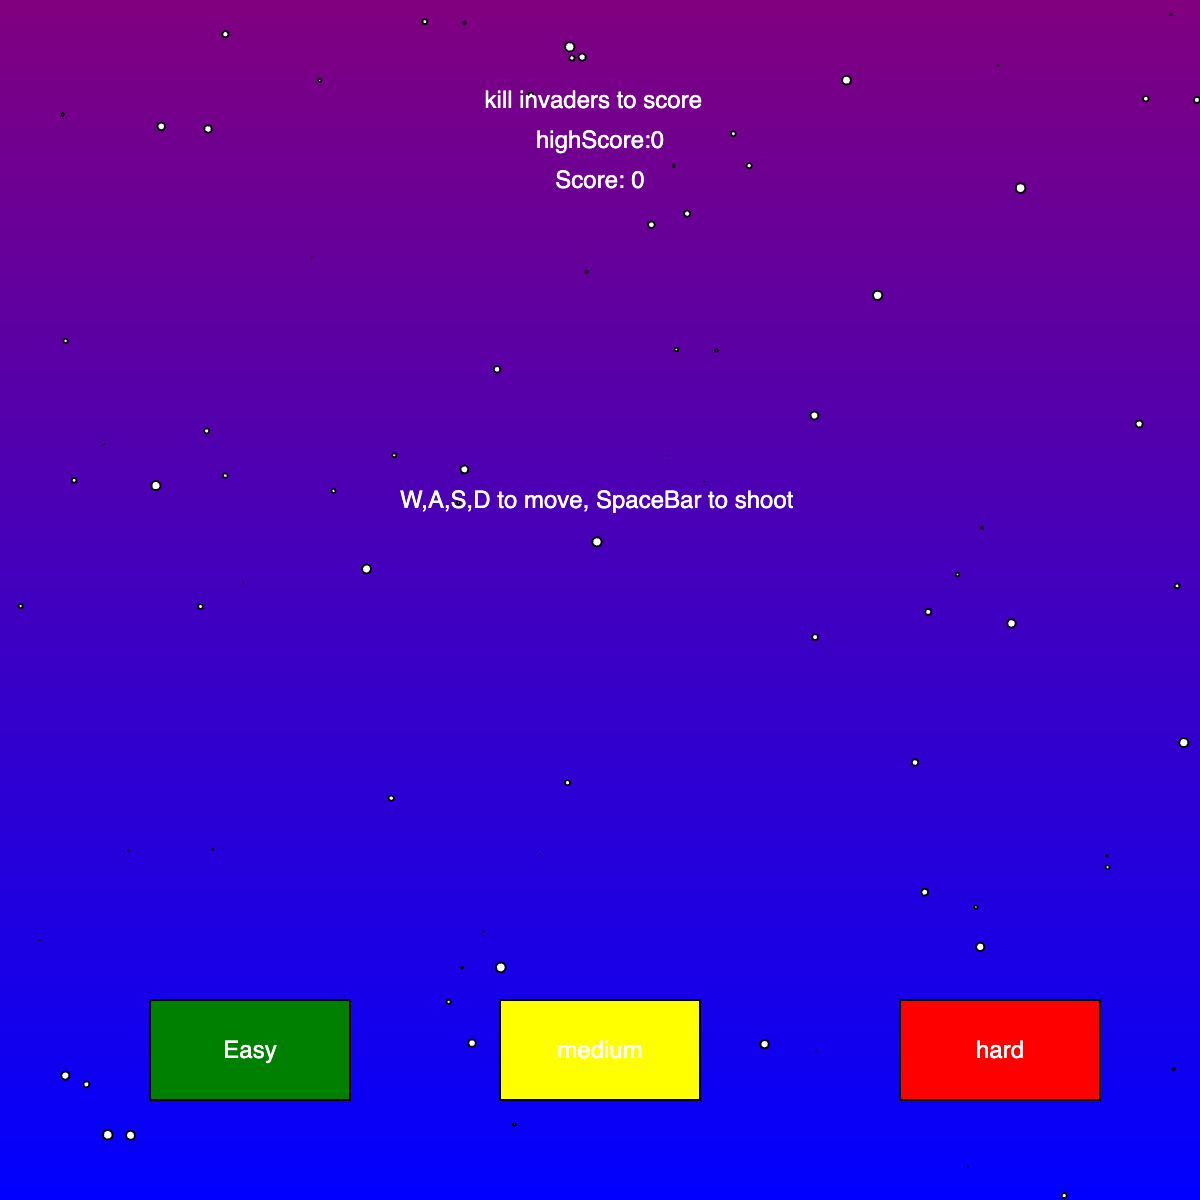 kill invaders to score
highScore:0
Score: 0
W,A,S,D to move, SpaceBar to shoot
Easy
medium
hard